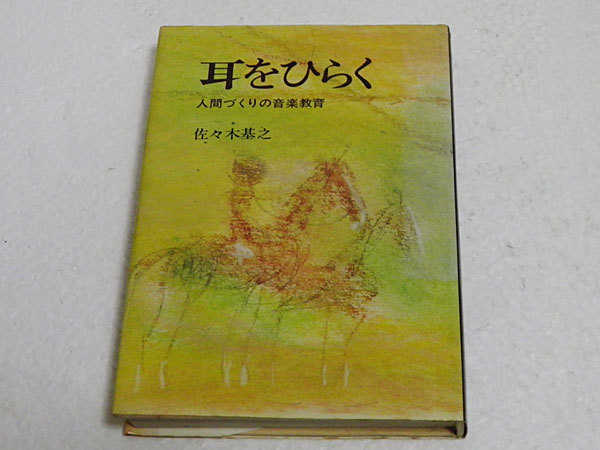 耳をひらく
人間づくりの音楽教育
佐々木基之